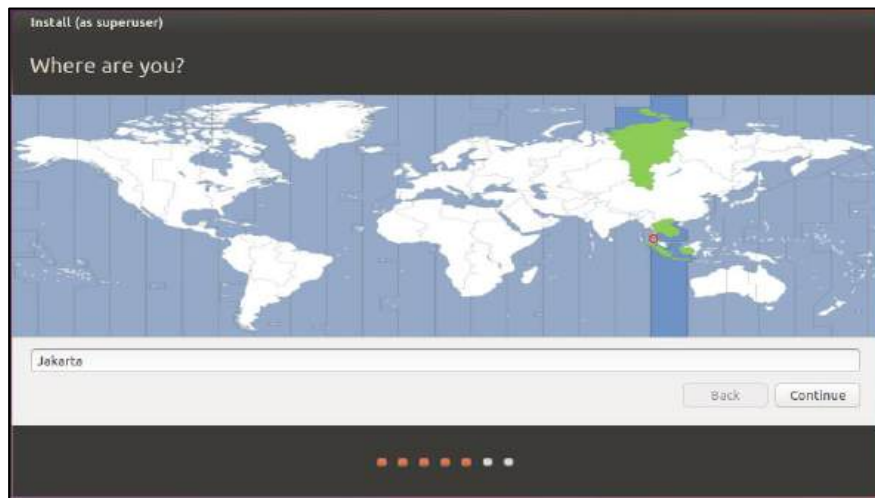 Install (as superuser)
Where are you?
Jakarta
Back
Continue